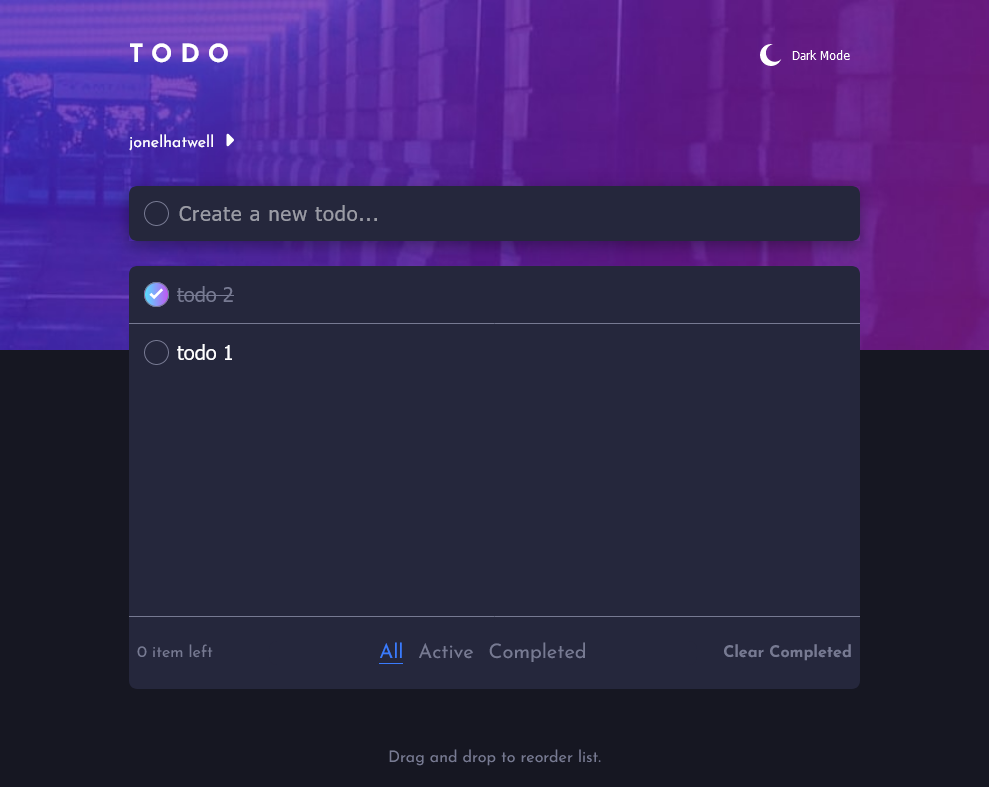 TODO
Dark Mode
jonelhatwell
Create a new todo...
todo 2
todo 1
0 item left
All Active Completed
Clear Completed
Drag and drop to reorder list.